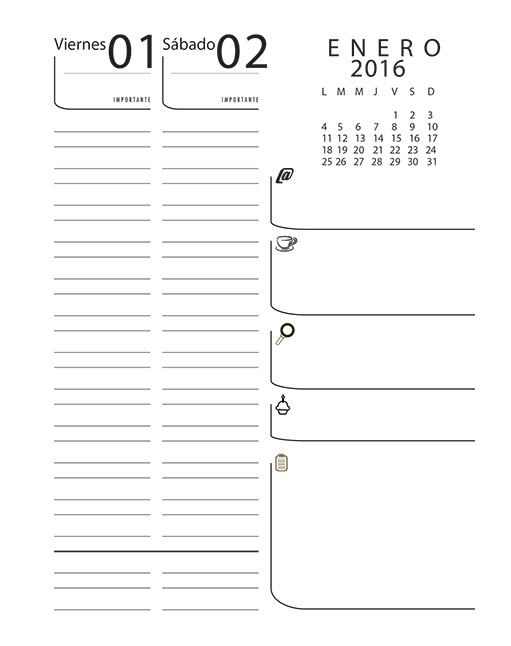 Viernes 01
IMPORTANTE
Sábado 02
IMPORTANTE
ENERO
2016
L M M J V S D
1 2 3
4 5 6 7 8 9 10
11 12 13 14 15 16 17
18 19 20 21 22 23 24
25 26 27 28 29 30 31
@